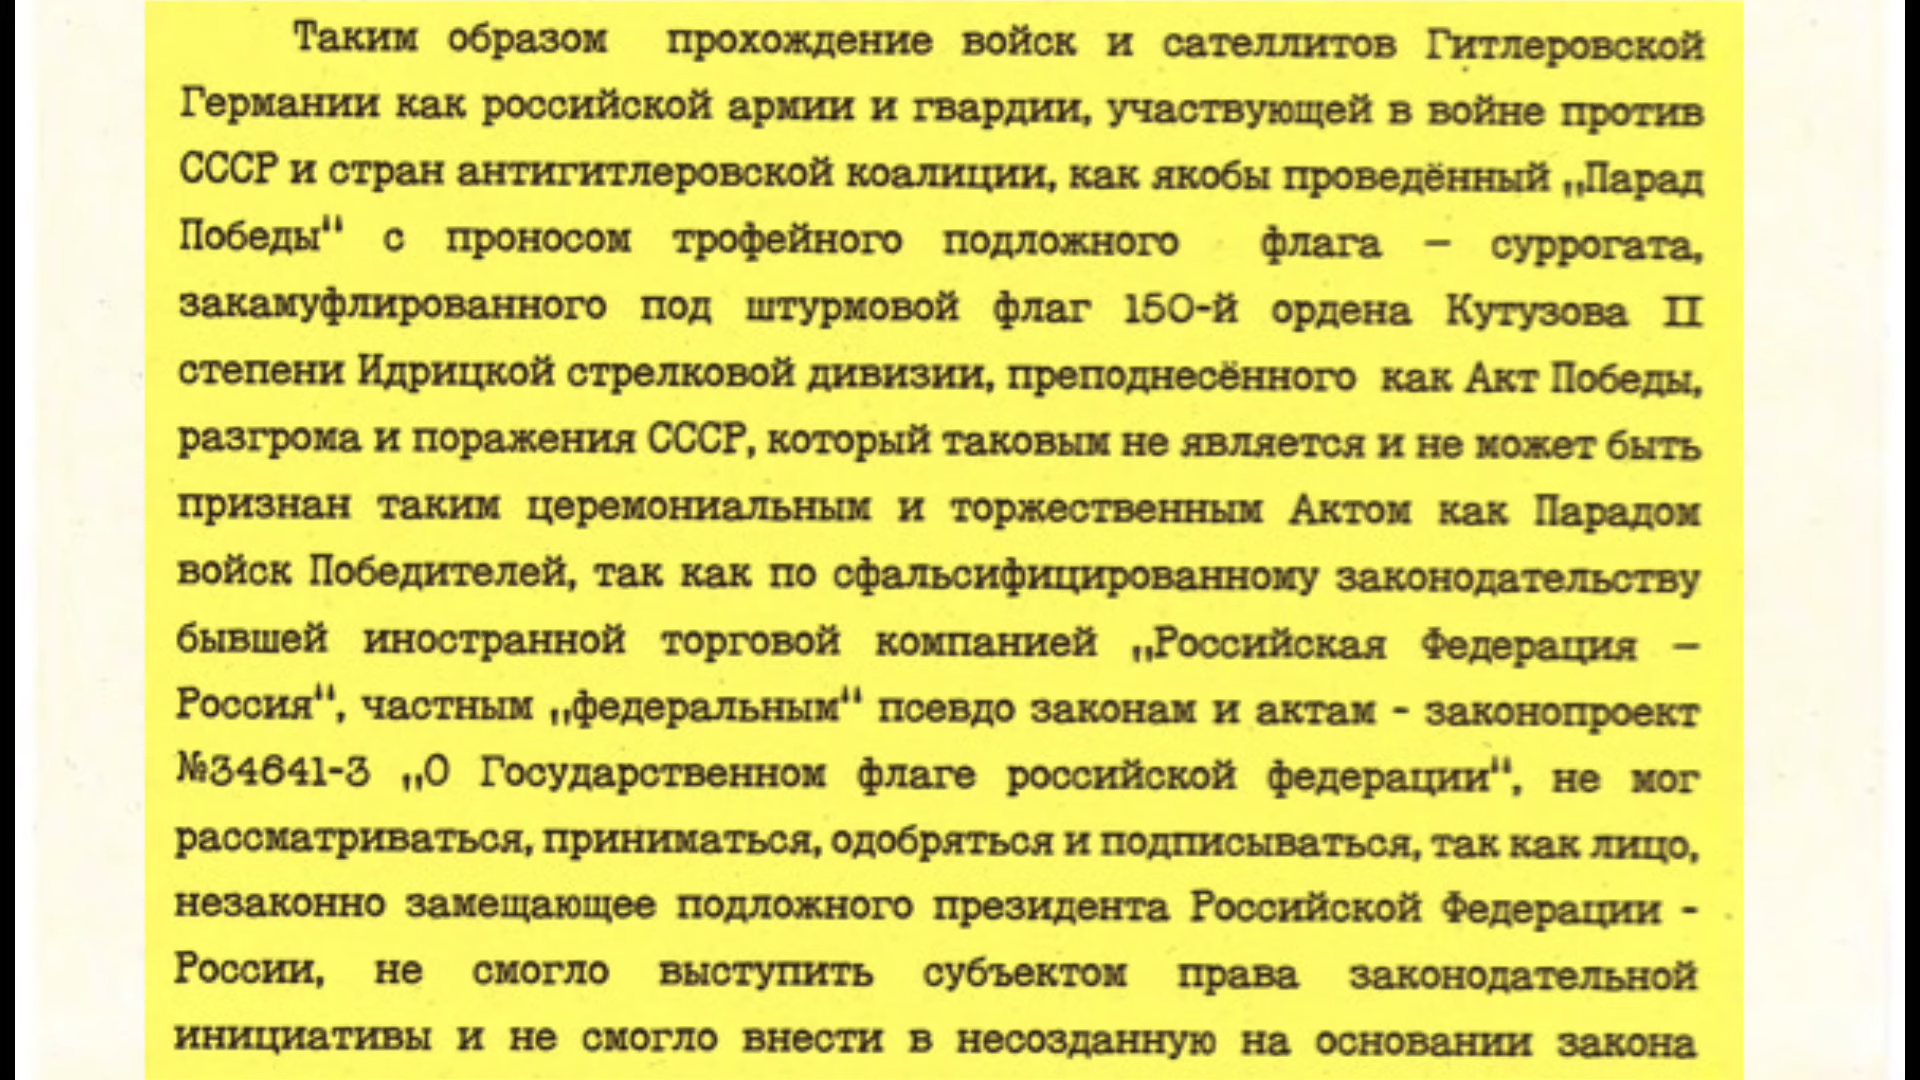 Таким образом прохождение войск и сателлитов Гитлеровской
Германии как российской армии и гвардии, участвующей в войне против
СССР и стран антигитлеровской коалиции, как якобы проведённый „Парад
Победы“ с проносом трофейного подложного флага – суррогата,
закамуфлированного под штурмовой флаг 150-й ордена Кутузова II
степени Идрицкой стрелковой дивизии, преподнесённого как Акт Победы,
разгрома и поражения СССР, который таковым не является и не может быть
признан таким церемониальным и торжественным Актом как Парадом
войск Победителей, так как по сфальсифицированному законодательству
бывшей иностранной торговой компанией „Российская Федерация –
Россия“, частным „федеральным“ псевдо законам и актам - законопроект
№34641-3 „О Государственном флаге российской федерации“, не мог
рассматриваться, приниматься, одобряться и подписываться, так как лицо,
незаконно замещающее подложного президента Российской Федерации -
России, не смогло выступить субъектом права законодательной
инициативы и не смогло внести в несозданную на основании закона